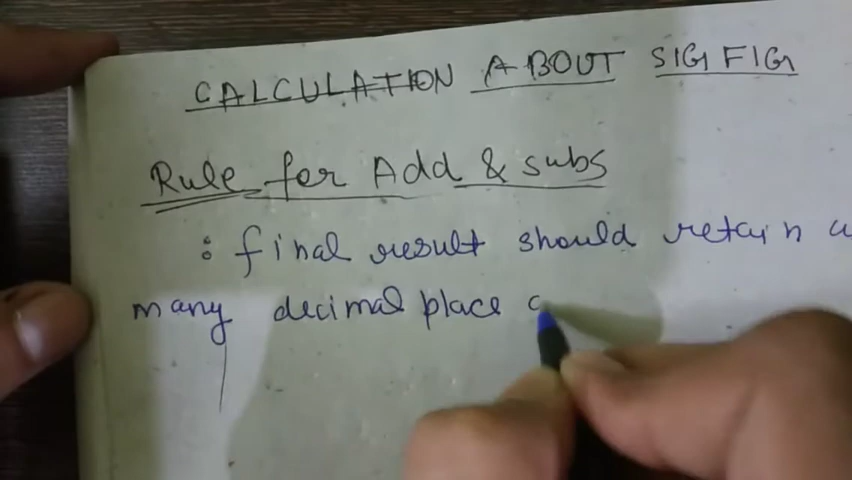 CALCULATION ABOUT SIG FIG
Rule for Add & subs
: final result should retain a
many decimal place a